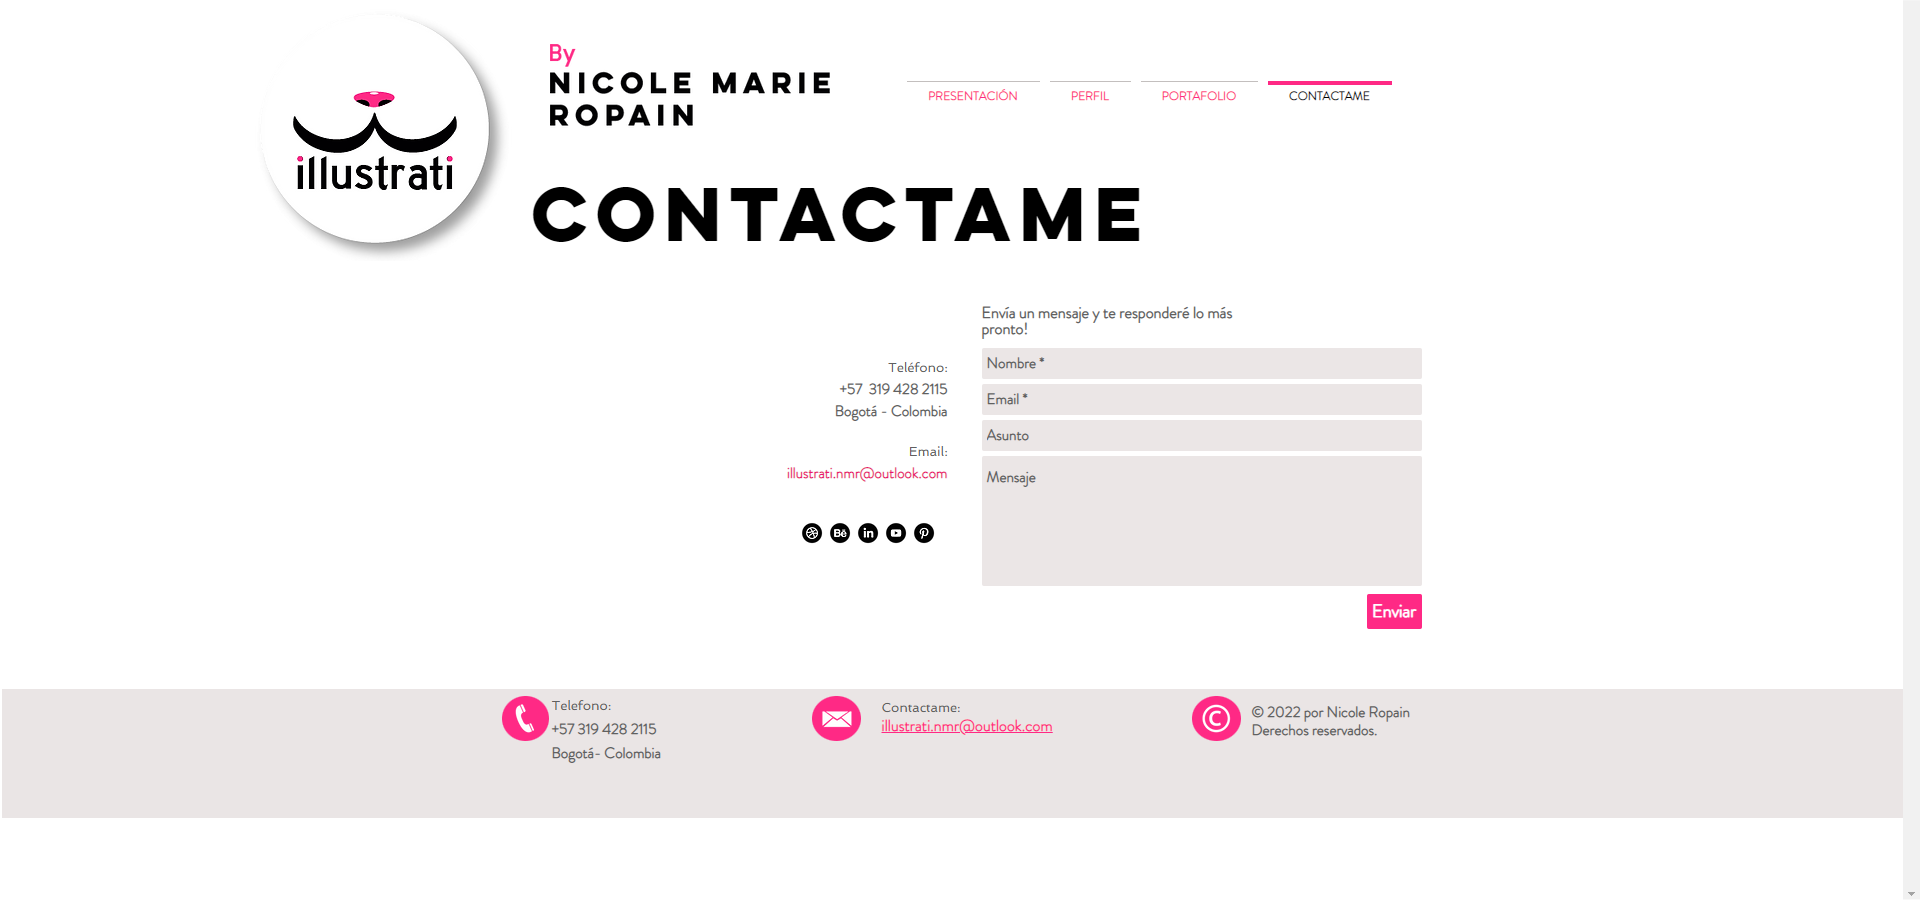 illustrati
By
NICOLE MARIE
ROPAIN
PRESENTACIÓN
PERFIL
PORTAFOLIO
CONTACTAME
CONTACTAME
Teléfono:
+57  319 428 2115
Bogotá - Colombia
Email:
illustrati.nmr@outlook.com
Bē
in
Envía un mensaje y te responderé lo más
pronto!
Nombre *
Email *
Asunto
Mensaje
Enviar
Telefono:
+57 319 428 2115
Bogotá- Colombia
Contactame:
illustrati.nmr@outlook.com
©
© 2022 por Nicole Ropain
Derechos reservados.